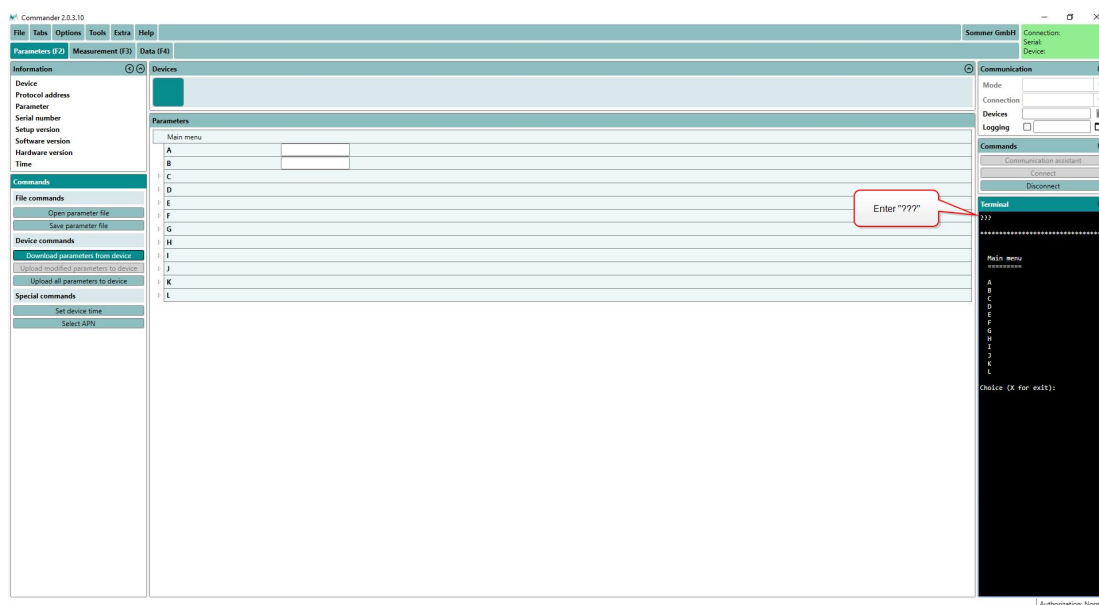 Commander 2.0.3.10
File Tabs Options Tools Extra Help
Sommer GmbH
Connection:
Serial:
Device:
Parameters (F2) Measurement (F3) Data (F4)
Information
Device
Protocol address
Parameter
Serial number
Setup version
Software version
Hardware version
Time
Commands
File commands
Open parameter file
Save parameter file
Device commands
Download parameters from device
Upload modified parameters to device
Upload all parameters to device
Special commands
Set device time
Select APN
Devices
Parameters
Main menu
A
B
C
D
E
F
G
H
I
J
K
L
Enter "???"
Communication
Mode
Connection
Devices
Logging
Commands
Communication assistant
Connect
Disconnect
Terminal
???
********************************
Main menu
=========
A
B
C
D
E
F
G
H
I
J
K
L
Choice (X for exit):